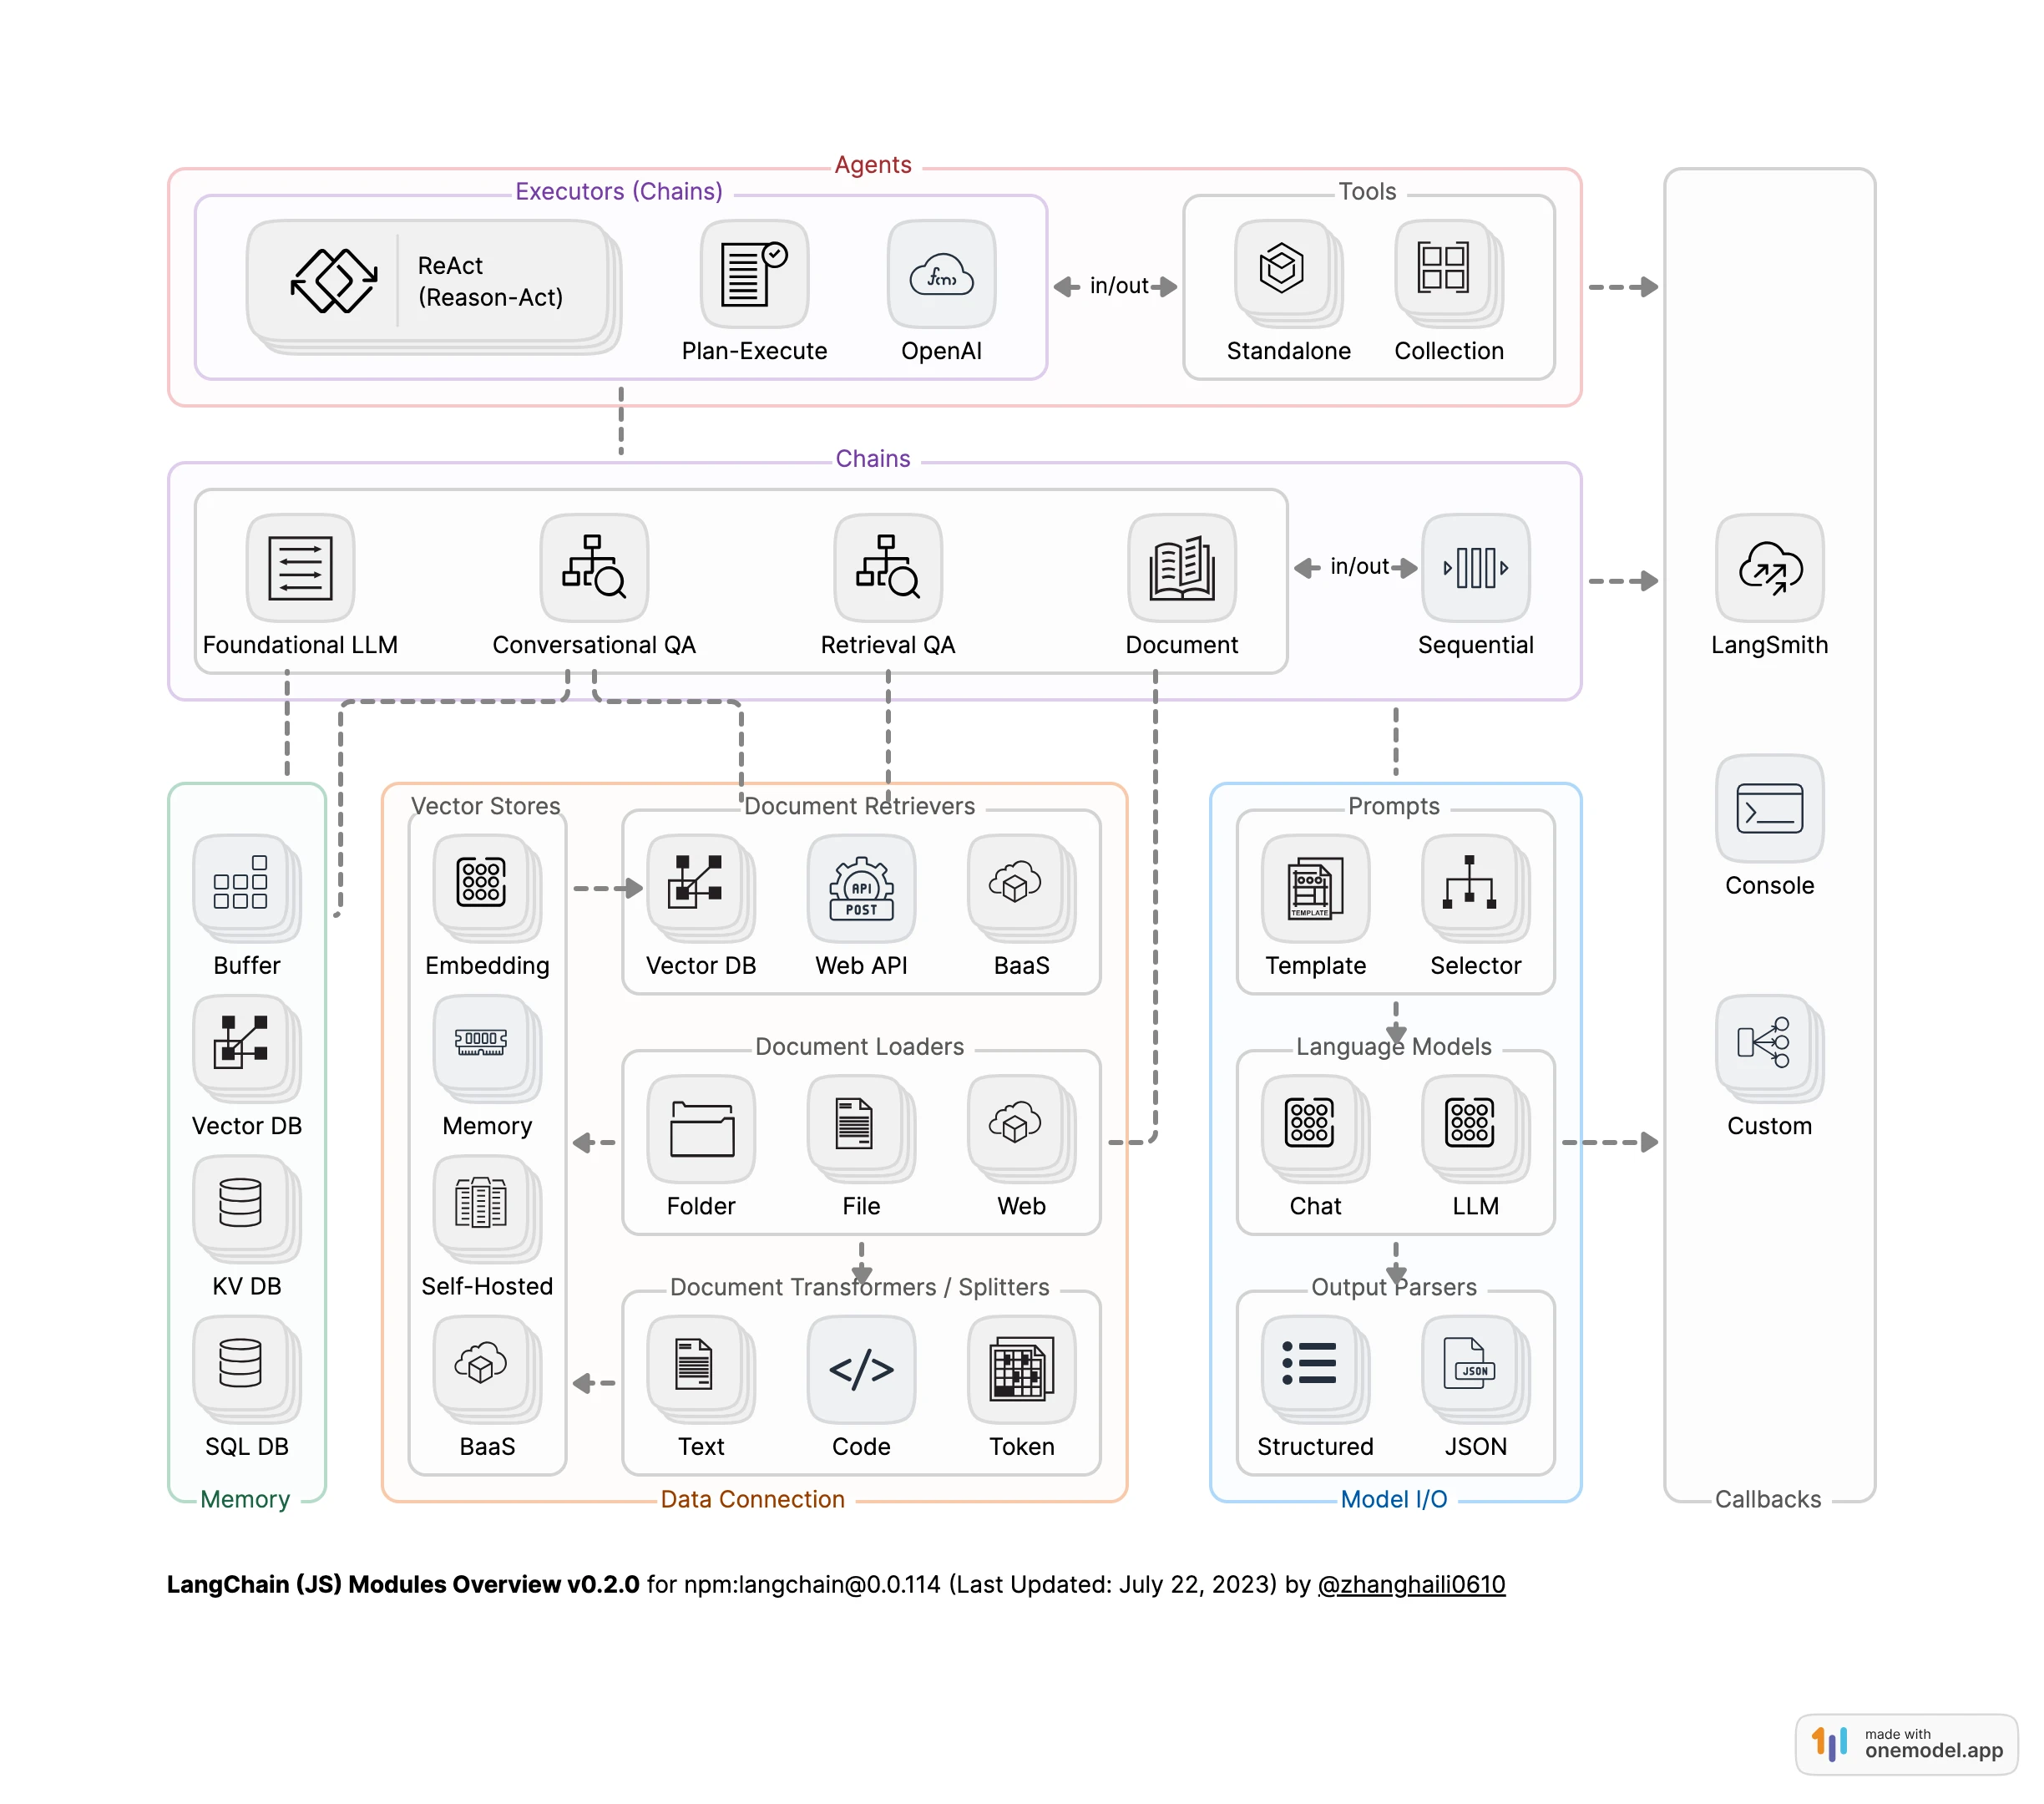 Agents
Executors (Chains)
Tools
ReAct
(Reason-Act)
Plan-Execute
OpenAI
f(n)
in/out
Standalone
Collection
Chains
Foundational LLM
Conversational QA
Retrieval QA
Document
in/out
Sequential
LangSmith
Console
Custom
Callbacks
Buffer
Vector DB
KV DB
SQL DB
Memory
Vector Stores
Embedding
Memory
Self-Hosted
BaaS
Document Retrievers
Vector DB
API
POST
Web API
BaaS
Document Loaders
Folder
File
Web
Document Transformers / Splitters
Text
</>
Code
Token
Data Connection
Prompts
TEMPLATE
Template
Selector
Language Models
Chat
LLM
Output Parsers
Structured
JSON
JSON
Model I/O
LangChain (JS) Modules Overview v0.2.0 for npm:langchain@0.0.114 (Last Updated: July 22, 2023) by @zhanghaili0610
made with
onemodel.app